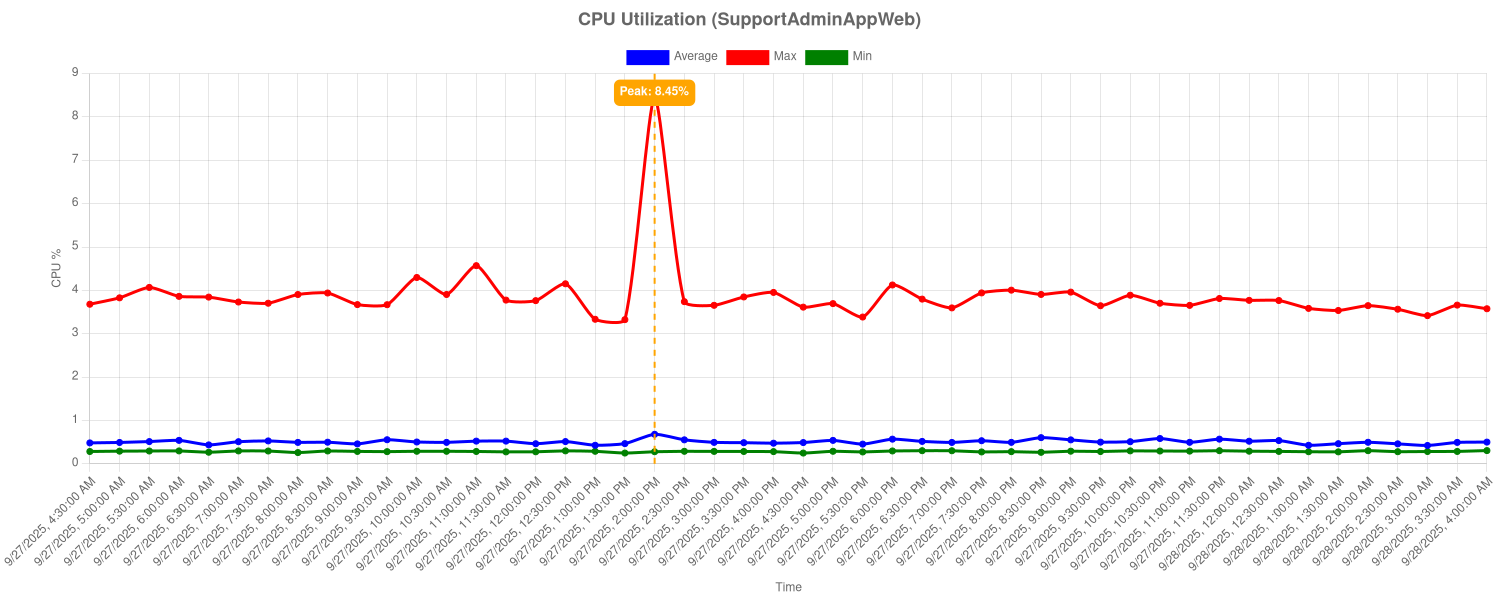 CPU Utilization (SupportAdminAppWeb)
Average Max Min
Peak: 8.45%
9
8
7
6
5
4
3
2
1
0
CPU %
9/27/2025, 4:30:00 AM
9/27/2025, 5:00:00 AM
9/27/2025, 5:30:00 AM
9/27/2025, 6:00:00 AM
9/27/2025, 6:30:00 AM
9/27/2025, 7:00:00 AM
9/27/2025, 7:30:00 AM
9/27/2025, 8:00:00 AM
9/27/2025, 8:30:00 AM
9/27/2025, 9:00:00 AM
9/27/2025, 9:30:00 AM
9/27/2025, 10:00:00 AM
9/27/2025, 10:30:00 AM
9/27/2025, 11:00:00 AM
9/27/2025, 11:30:00 AM
9/27/2025, 12:00:00 PM
9/27/2025, 12:30:00 PM
9/27/2025, 1:00:00 PM
9/27/2025, 1:30:00 PM
9/27/2025, 2:00:00 PM
9/27/2025, 2:30:00 PM
9/27/2025, 3:00:00 PM
9/27/2025, 3:30:00 PM
9/27/2025, 4:00:00 PM
9/27/2025, 4:30:00 PM
9/27/2025, 5:00:00 PM
9/27/2025, 5:30:00 PM
9/27/2025, 6:00:00 PM
9/27/2025, 6:30:00 PM
9/27/2025, 7:00:00 PM
9/27/2025, 7:30:00 PM
9/27/2025, 8:00:00 PM
9/27/2025, 8:30:00 PM
9/27/2025, 9:00:00 PM
9/27/2025, 9:30:00 PM
9/27/2025, 10:00:00 PM
9/27/2025, 10:30:00 PM
9/27/2025, 11:00:00 PM
9/27/2025, 11:30:00 PM
9/28/2025, 12:00:00 AM
9/28/2025, 12:30:00 AM
9/28/2025, 1:00:00 AM
9/28/2025, 1:30:00 AM
9/28/2025, 2:00:00 AM
9/28/2025, 2:30:00 AM
9/28/2025, 3:00:00 AM
9/28/2025, 3:30:00 AM
9/28/2025, 4:00:00 AM
Time